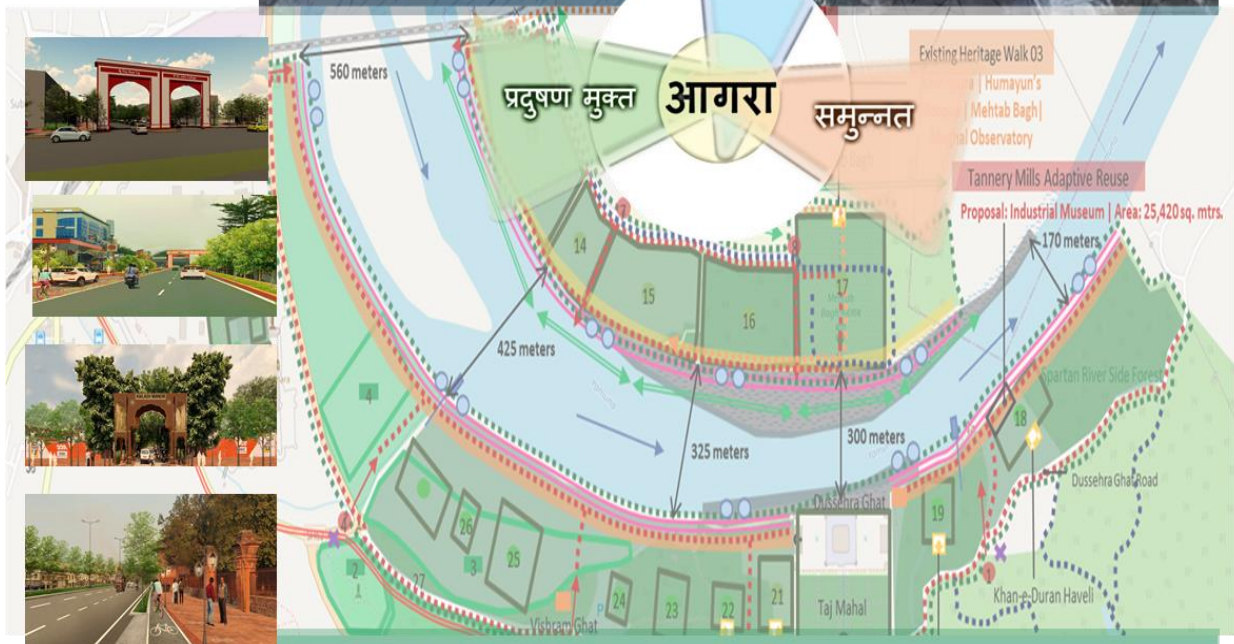 560 meters
प्रदुषण मुक्त
आगरा
समुन्नत
Existing Heritage Walk 03
| Humayun's
| Mehtab Bagh|
Observatory
Tannery Mills Adaptive Reuse
Proposal: Industrial Museum | Area: 25,420 sq. mtrs.
170 meters
7
8
14
15
16
17
425 meters
4
325 meters
300 meters
Spartan River Side Forest
18
Dussehra Ghat
Dussehra Ghat Road
19
26
25
2
3
27
24
23
22
21
P
Vishram Ghat
Taj Mahal
1
Khan-e-Duran Haveli